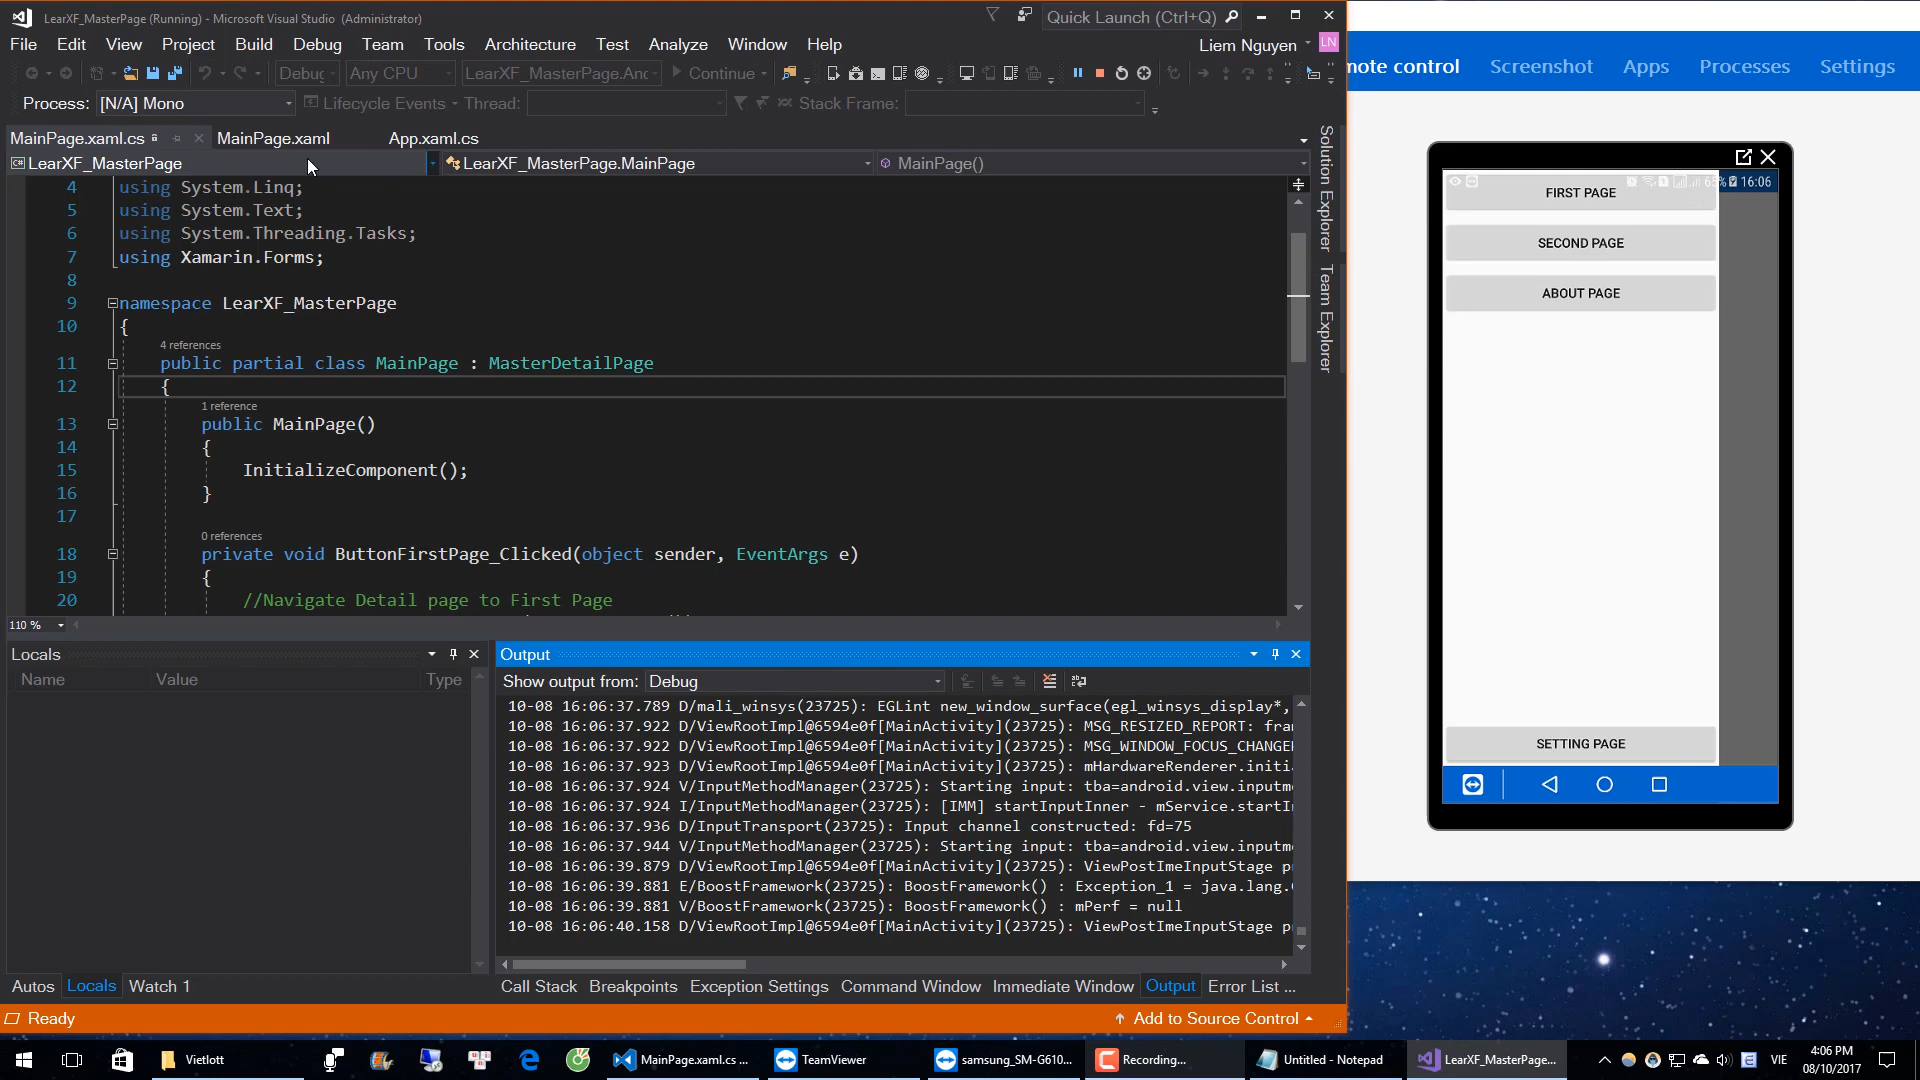 LearXF_MasterPage (Running) - Microsoft Visual Studio (Administrator)
Quick Launch (Ctrl+Q)
File Edit View Project Build Debug Team Tools Architecture Test Analyze Window Help
Liem Nguyen
LN
Any CPU
Continue
Process: [N/A] Mono
Lifecycle Events
Thread:
Stack Frame:
MainPage.xaml.cs
MainPage.xaml
App.xaml.cs
LearXF_MasterPage
LearXF_MasterPage.MainPage
MainPage()
4 using System.Linq;
5 using System.Text;
6 using System.Threading.Tasks;
7 using Xamarin.Forms;
8
9 namespace LearXF_MasterPage
10 {
4 references
11 public partial class MainPage : MasterDetailPage
12 {
1 reference
13 public MainPage()
14 {
15 InitializeComponent();
16 }
17
0 references
18 private void ButtonFirstPage_Clicked(object sender, EventArgs e)
19 {
20 //Navigate Detail page to First Page
110 %
Solution Explorer
Team Explorer
Locals
Name Value Type
Autos Locals Watch 1
Output
Show output from: Debug
10-08 16:06:37.789 D/mali_winsys(23725): EGLint new_window_surface(egl_winsys_display*,
10-08 16:06:37.922 D/ViewRootImpl@6594e0f[MainActivity](23725): MSG_RESIZED_REPORT:
10-08 16:06:37.922 D/ViewRootImpl@6594e0f[MainActivity](23725): MSG_WINDOW_FOCUS_CHANGE
10-08 16:06:37.923 D/ViewRootImpl@6594e0f[MainActivity](23725): mHardwareRenderer.initi
10-08 16:06:37.924 V/InputMethodManager(23725): Starting input: tba=android.view.inputm
10-08 16:06:37.924 I/InputMethodManager(23725): [IMM] startInputInner - mService.startI
10-08 16:06:37.936 D/InputTransport(23725): Input channel constructed: fd=75
10-08 16:06:37.944 V/InputMethodManager(23725): Starting input: tba=android.view.inputm
10-08 16:06:39.879 D/ViewRootImpl@6594e0f[MainActivity](23725): ViewPostImeInputStage p
10-08 16:06:39.881 E/BoostFramework(23725): BoostFramework() : Exception_1 = java.lang.
10-08 16:06:39.881 V/BoostFramework(23725): BoostFramework() : mPerf = null
10-08 16:06:40.158 D/ViewRootImpl@6594e0f[MainActivity](23725): ViewPostImeInputStage p
Call Stack Breakpoints Exception Settings Command Window Immediate Window Output Error List ...
Ready
Add to Source Control
mote control Screenshot Apps Processes Settings
65% 16:06
FIRST PAGE
SECOND PAGE
ABOUT PAGE
SETTING PAGE
Vietlott
MainPage.xaml.cs ...
TeamViewer
samsung_SM-G610...
Recording...
Untitled - Notepad
LearXF_MasterPage...
VIE
4:06 PM
08/10/2017